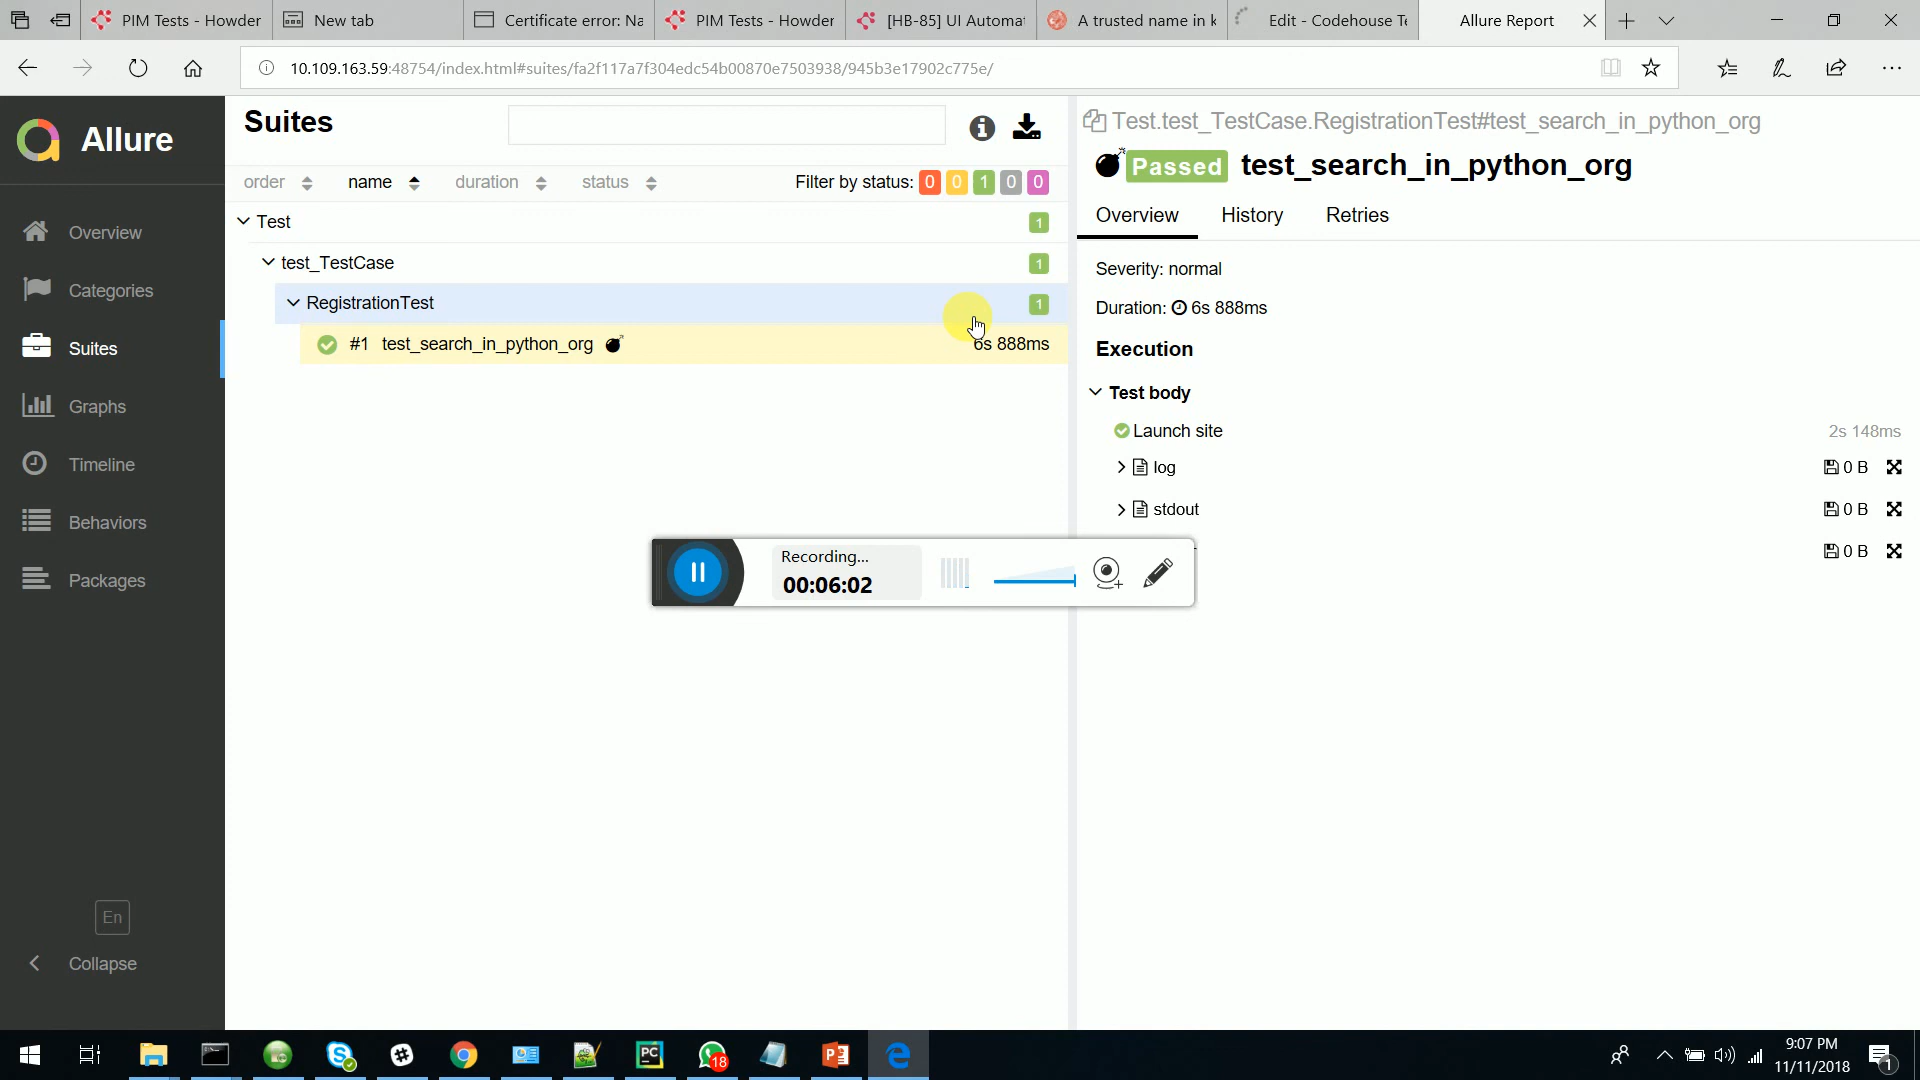 PIM Tests - Howder
New tab
Certificate error: Na
PIM Tests - Howder
[HB-85] UI Automat
A trusted name in k
Edit - Codehouse Te
Allure Report
10.109.163.59:48754/index.html#suites/fa2f117a7f304edc54b00870e7503938/945b3e17902c775e/
Allure
Overview
Categories
Suites
Graphs
Timeline
Behaviors
Packages
En
Collapse
Suites
order
name
duration
status
Filter by status: 0 0 1 0 0
Test 1
test_TestCase 1
RegistrationTest 1
#1 test_search_in_python_org 6s 888ms
Test.test_TestCase.RegistrationTest#test_search_in_python_org
Passed test_search_in_python_org
Overview
History
Retries
Severity: normal
Duration: 6s 888ms
Execution
Test body
Launch site 2s 148ms
log 0 B
stdout 0 B
0 B
Recording...
00:06:02
PC
18
9:07 PM
11/11/2018
1